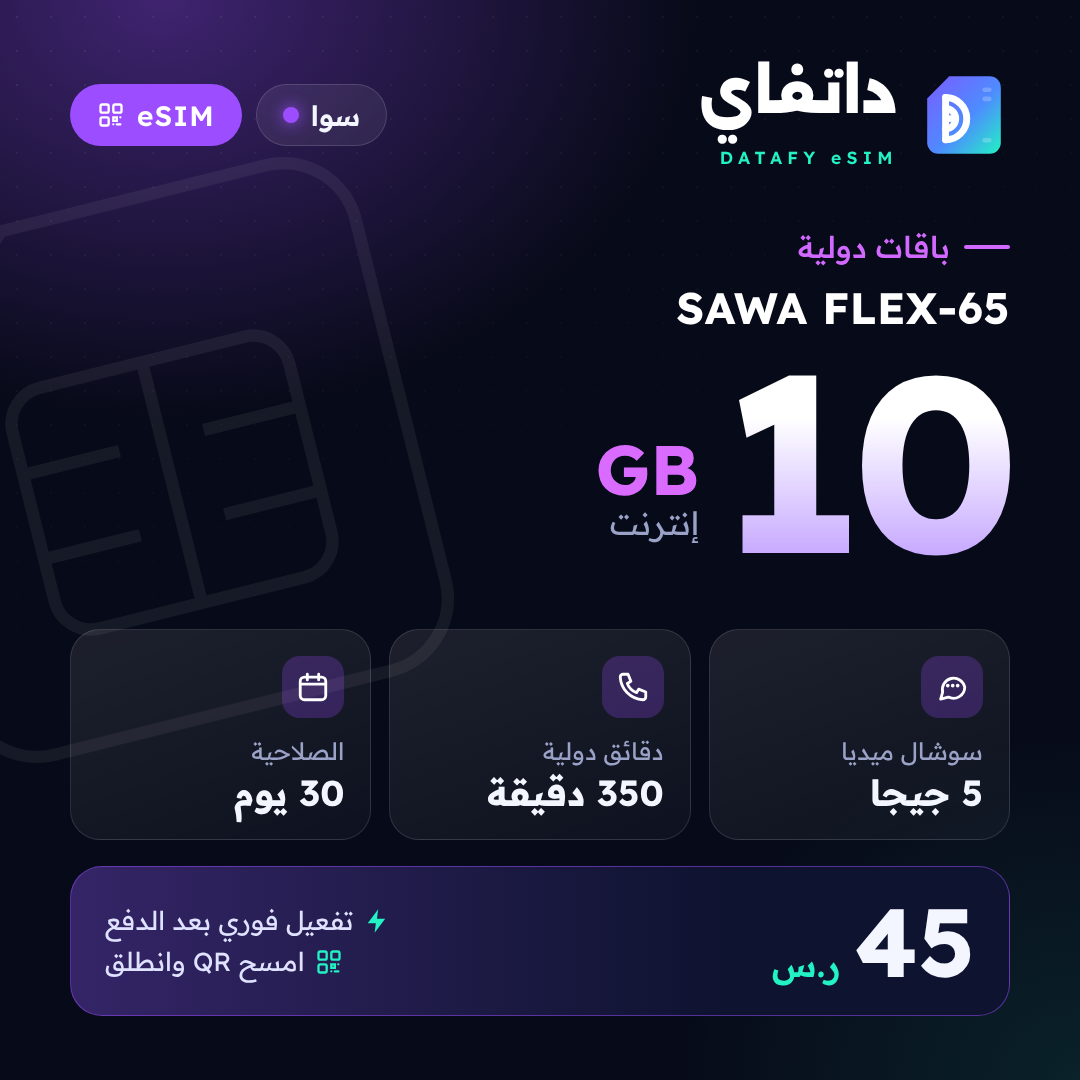 داتفاي
DATAFY eSIM
سوا
eSIM
باقات دولية
SAWA FLEX-65
10
GB
إنترنت
سوشال ميديا
5 جيجا
دقائق دولية
350 دقيقة
الصلاحية
30 يوم
45 ر.س
تفعيل فوري بعد الدفع
امسح QR وانطلق